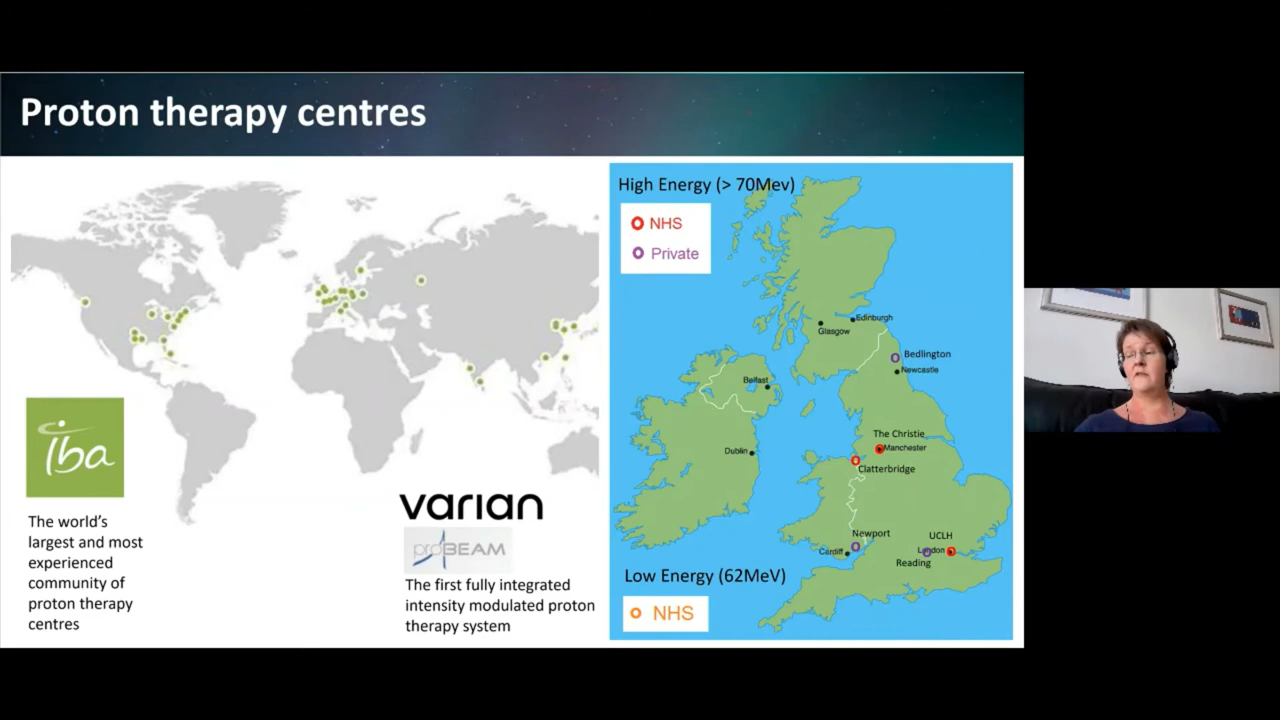 Proton therapy centres
iba
The world's
largest and most
experienced
community of
proton therapy
centres
varian
proBEAM
The first fully integrated
intensity modulated proton
therapy system
High Energy (> 70Mev)
NHS
Private
Glasgow
Edinburgh
Bedlington
Newcastle
Belfast
The Christie
Manchester
Dublin
Clatterbridge
Newport
Cardiff
UCLH
London
Reading
Low Energy (62MeV)
NHS